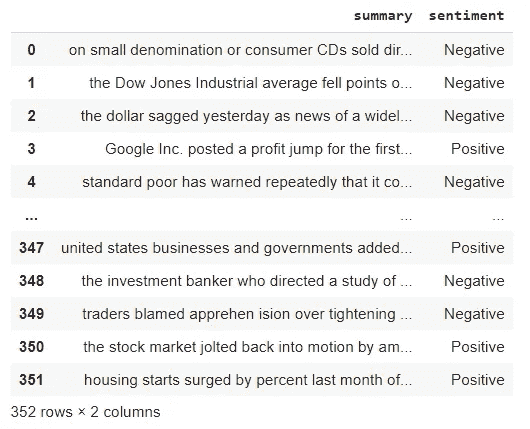 summary sentiment
0 on small denomination or consumer CDs sold dir... Negative
1 the Dow Jones Industrial average fell points o... Negative
2 the dollar sagged yesterday as news of a widel... Negative
3 Google Inc. posted a profit jump for the first... Positive
4 standard poor has warned repeatedly that it co... Negative
... ... ...
347 united states businesses and governments added... Positive
348 the investment banker who directed a study of ... Negative
349 traders blamed apprehen ision over tightening ... Negative
350 the stock market jolted back into motion by am... Positive
351 housing starts surged by percent last month of... Positive
352 rows × 2 columns